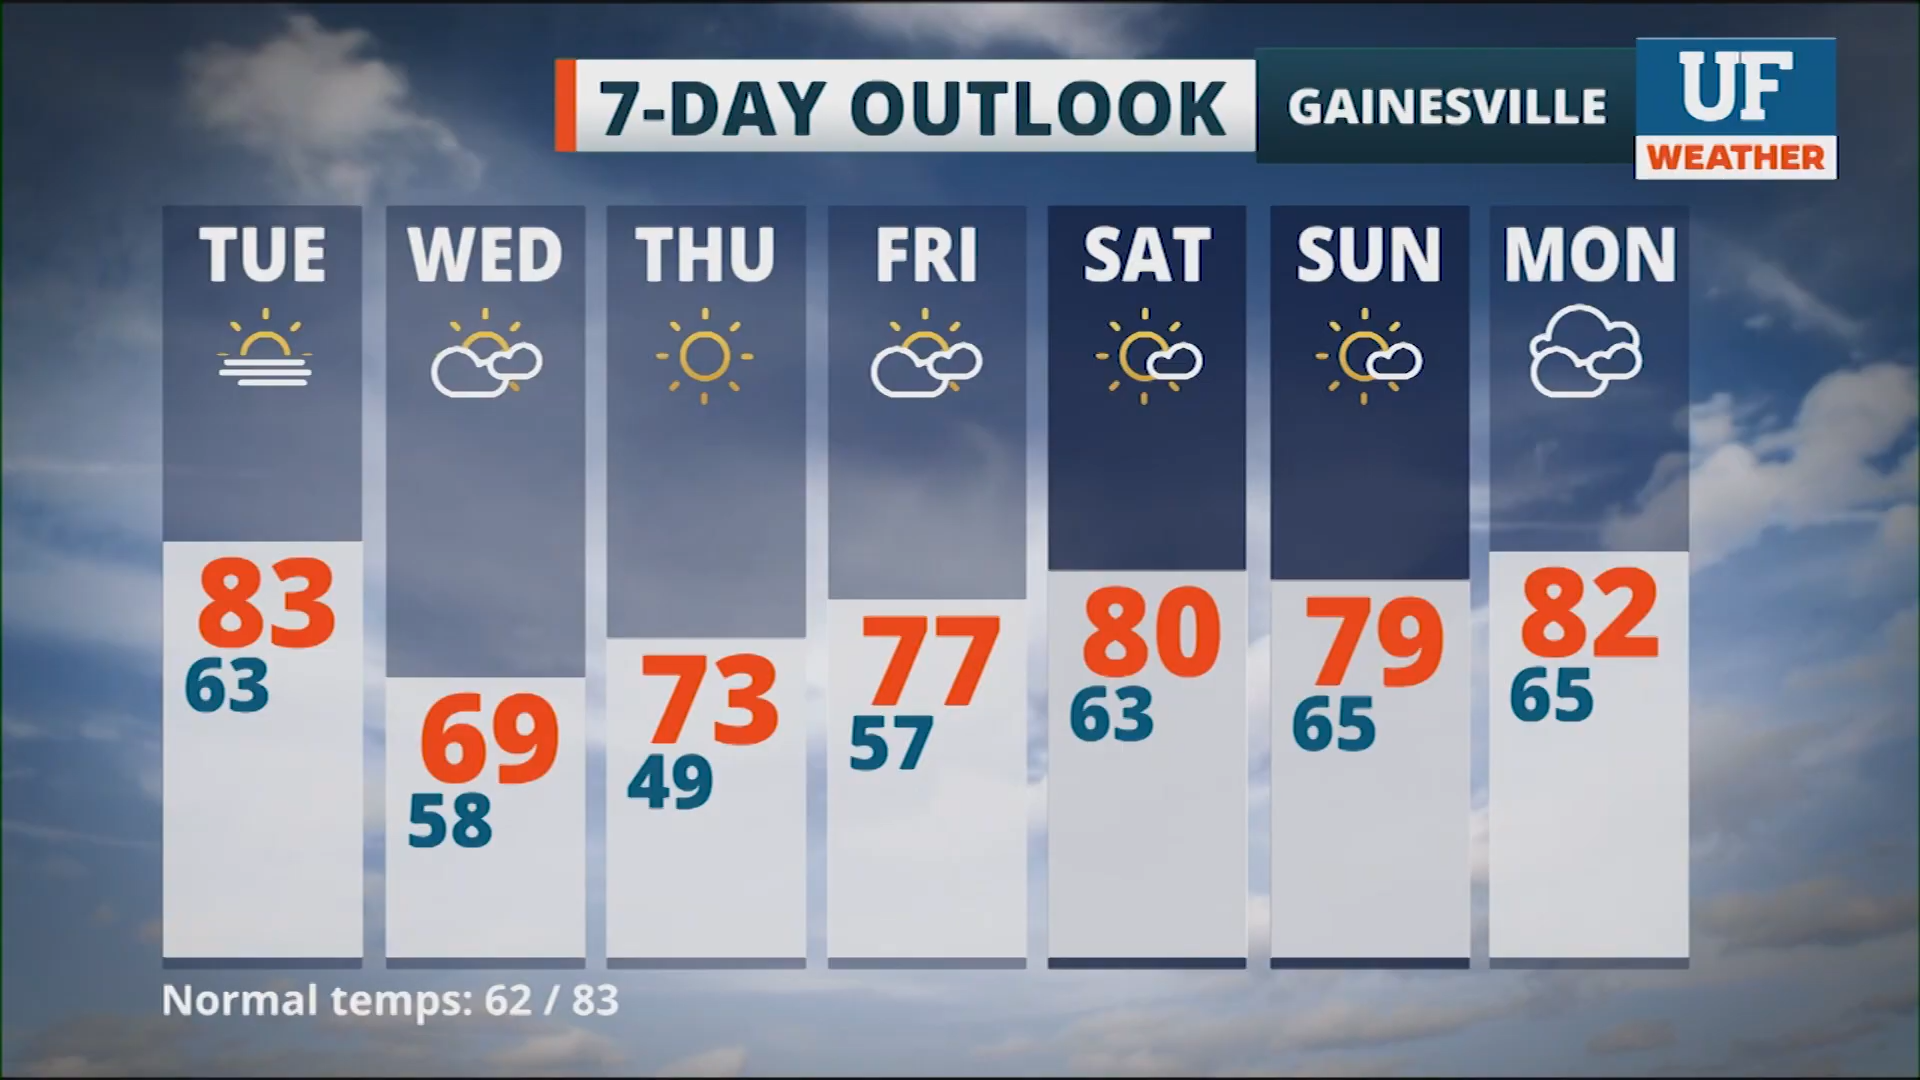 7-DAY OUTLOOK
GAINESVILLE
UF
WEATHER
TUE
WED
THU
FRI
SAT
SUN
MON
83
63
69
58
73
49
77
57
80
63
79
65
82
65
Normal temps: 62 / 83